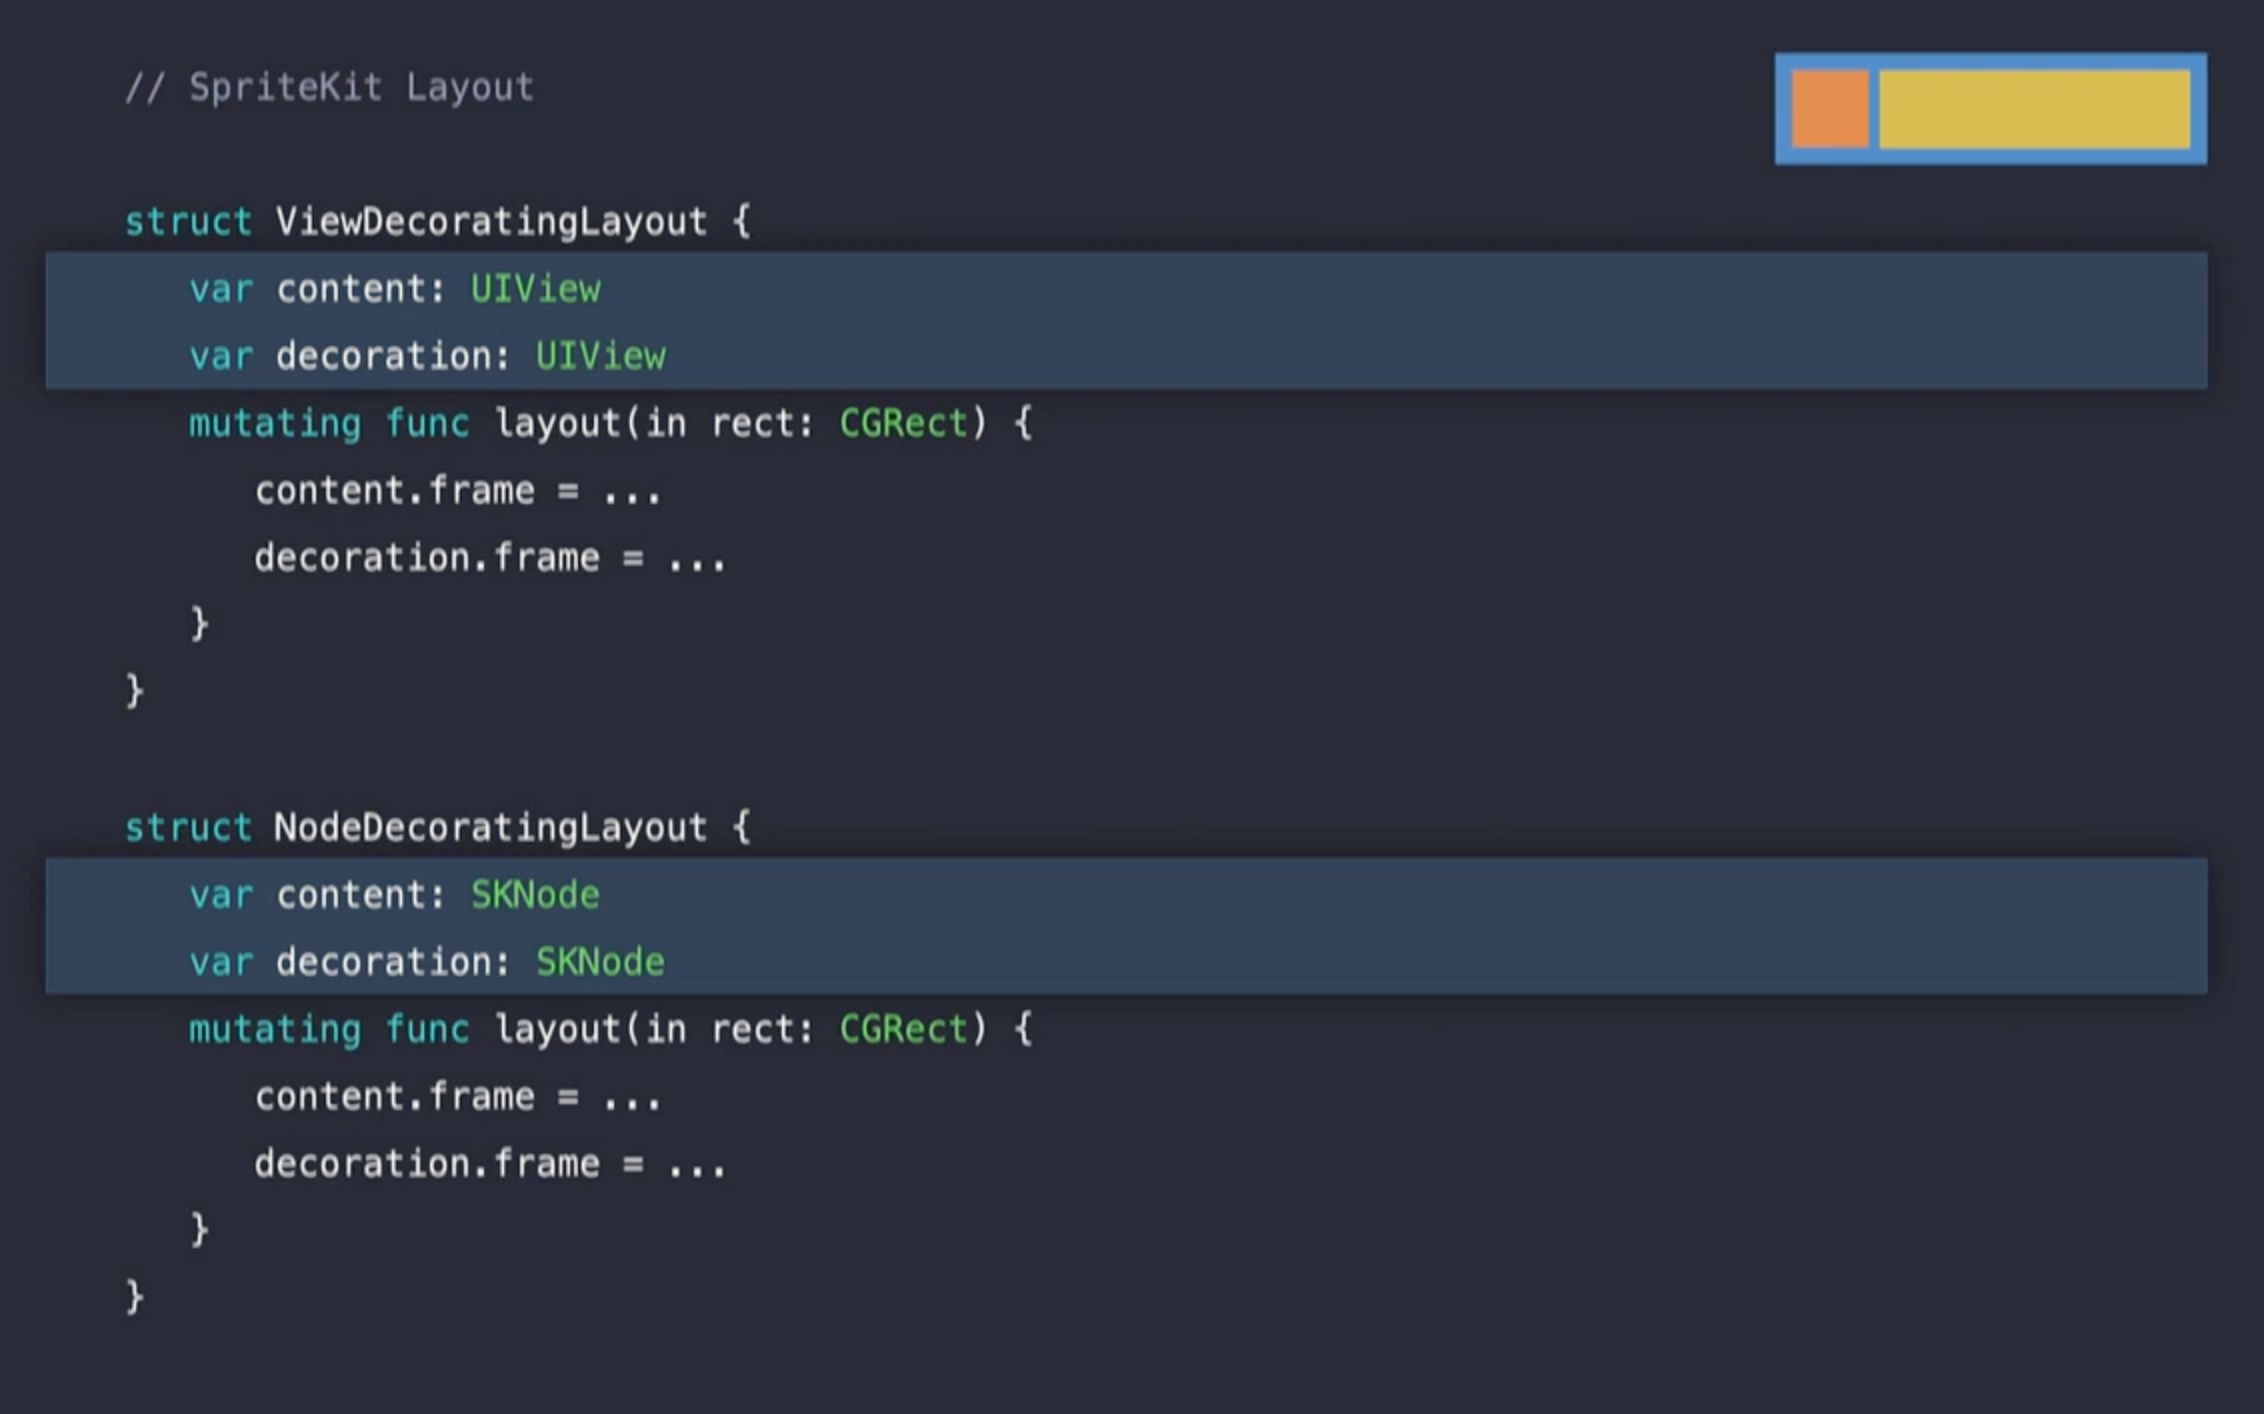 // SpriteKit Layout
struct ViewDecoratingLayout {
var content: UIView
var decoration: UIView
mutating func layout(in rect: CGRect) {
content.frame = ...
decoration.frame = ...
}
}
struct NodeDecoratingLayout {
var content: SKNode
var decoration: SKNode
mutating func layout(in rect: CGRect) {
content.frame = ...
decoration.frame = ...
}
}